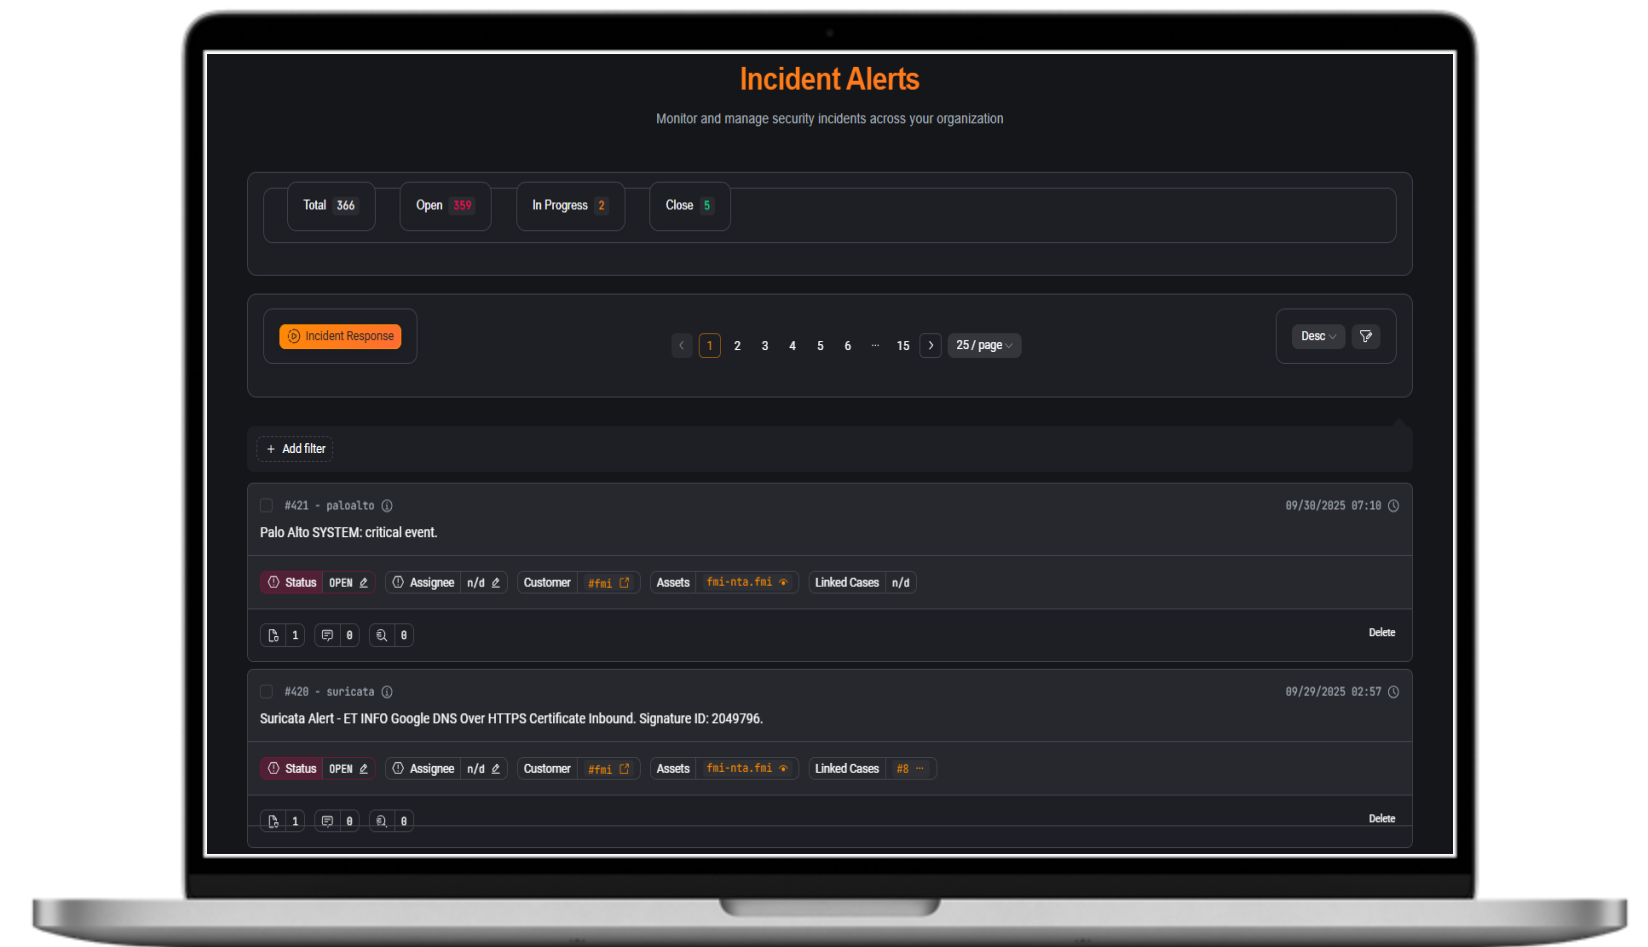 Incident Alerts
Monitor and manage security incidents across your organization
Total 366 Open 359 In Progress 2 Close 5
Incident Response
1 2 3 4 5 6 ··· 15 25 / page
Desc
+ Add filter
#421 - paloalto 09/30/2025 07:10
Palo Alto SYSTEM: critical event.
Status OPEN Assignee n/d Customer #fmi Assets fmi-nta.fmi Linked Cases n/d
1 0 0 Delete
#420 - suricata 09/29/2025 02:57
Suricata Alert - ET INFO Google DNS Over HTTPS Certificate Inbound. Signature ID: 2049796.
Status OPEN Assignee n/d Customer #fmi Assets fmi-nta.fmi Linked Cases #8 ···
1 0 0 Delete